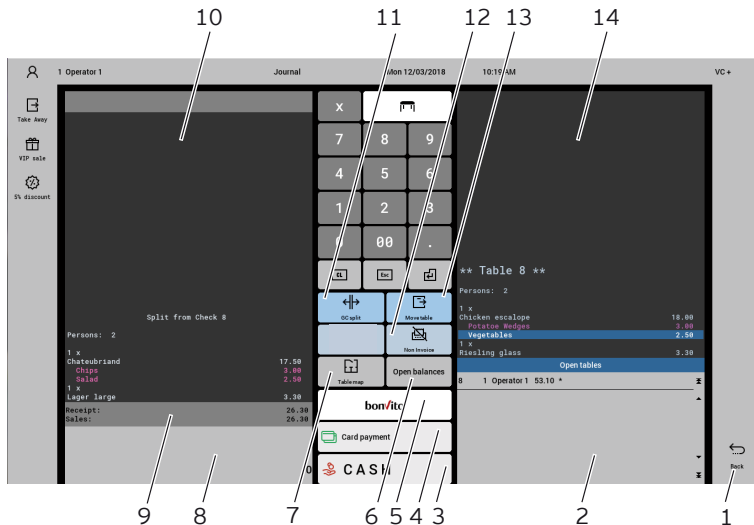 10 11 12 13 14
1 Operator 1 Journal Mon 12/03/2018 10:19 AM VC+
Take Away
VIP sale
5% discount
X
7 8 9
4 5 6
1 2 3
0 00 .
CL Esc
GC split Move table
Non Invoice
Table map Open balances
bonVito
Card payment
CASH
Split from Check 8
Persons: 2
1 x
Chateubriand 17.50
Chips 3.00
Salad 2.50
1 x
Lager large 3.30
Receipt: 26.30
Sales: 26.30
0
** Table 8 **
Persons: 2
1 x
Chicken escalope 18.00
Potatoe Wedges 3.00
Vegetables 2.50
1 x
Riesling glass 3.30
Open tables
8 1 Operator 1 53.10 *
Back
9 8 7 6 5 4 3 2 1